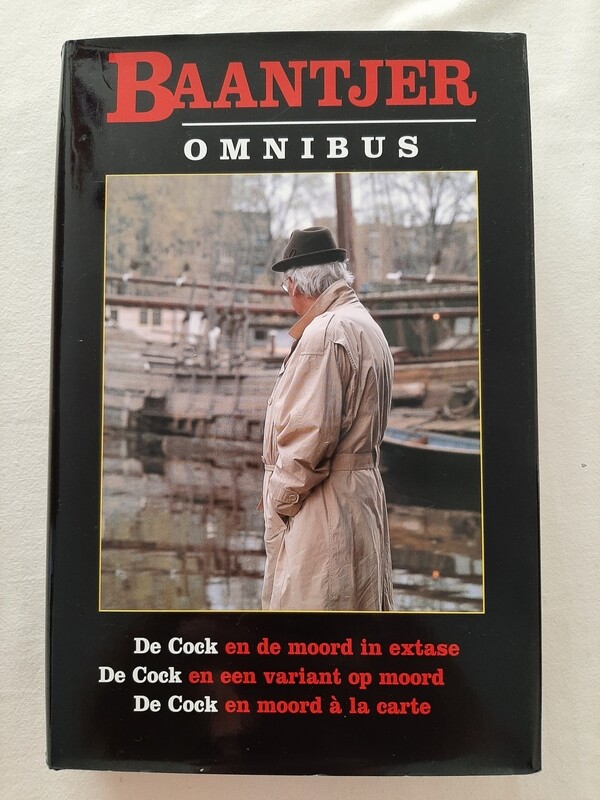 BAANTJER
OMNIBUS
De Cock en de moord in extase
De Cock en een variant op moord
De Cock en moord à la carte